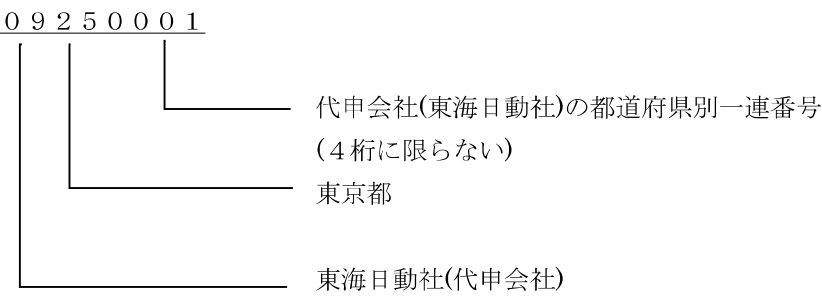 ０９２５０００１
代申会社(東海日動社)の都道府県別一連番号
(４桁に限らない)
東京都
東海日動社(代申会社)